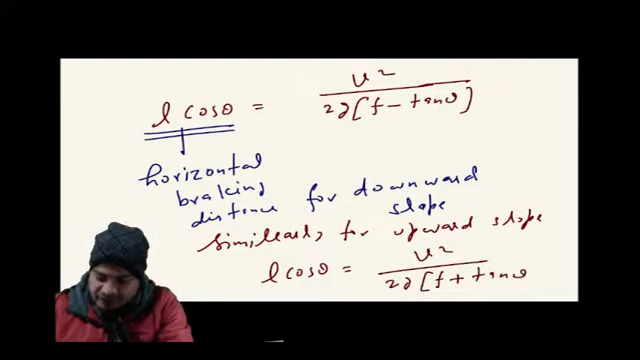 l cosθ = u² / 2g[f - tanθ]
horizontal
braking
distance for downward
slope
Similarly for upward slope
l cosθ = u² / 2g[f + tanθ